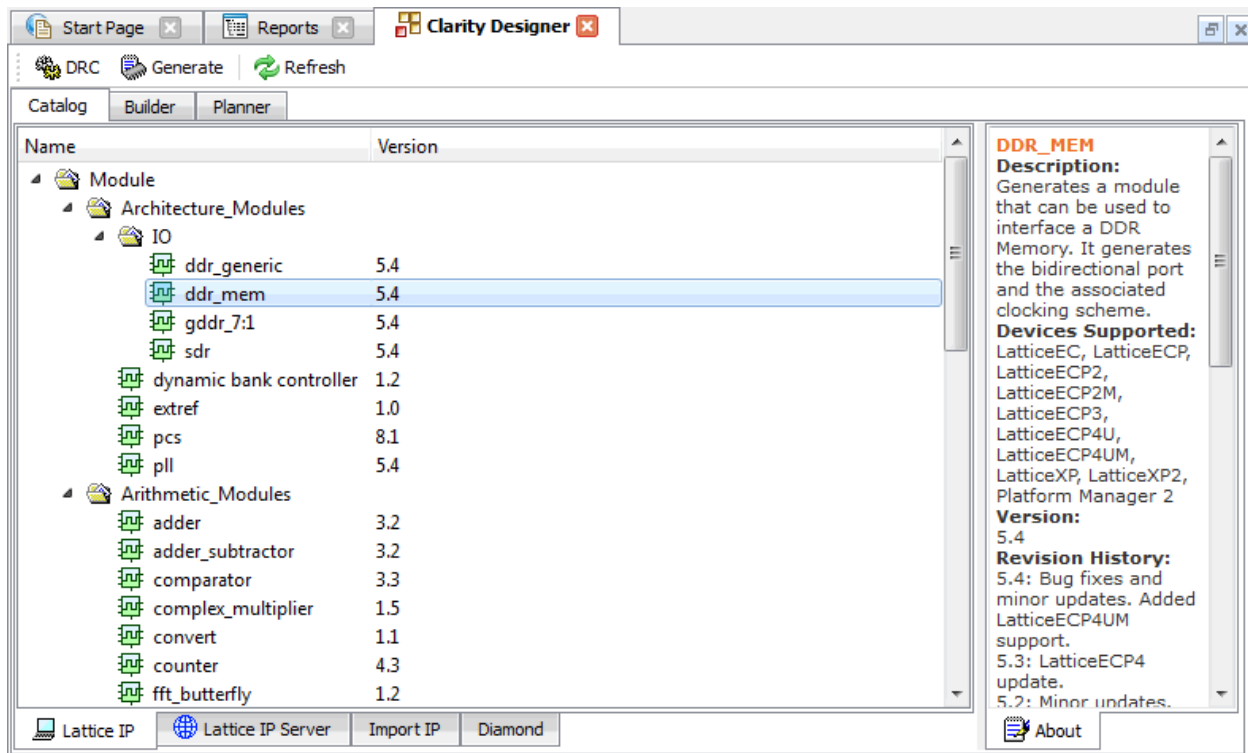 Start Page Reports Clarity Designer
DRC Generate Refresh
Catalog Builder Planner
Name Version
Module
Architecture_Modules
IO
ddr_generic 5.4
ddr_mem 5.4
gddr_7:1 5.4
sdr 5.4
dynamic bank controller 1.2
extref 1.0
pcs 8.1
pll 5.4
Arithmetic_Modules
adder 3.2
adder_subtractor 3.2
comparator 3.3
complex_multiplier 1.5
convert 1.1
counter 4.3
fft_butterfly 1.2
Lattice IP Lattice IP Server Import IP Diamond
DDR_MEM
Description:
Generates a module
that can be used to
interface a DDR
Memory. It generates
the bidirectional port
and the associated
clocking scheme.
Devices Supported:
LatticeEC, LatticeECP,
LatticeECP2,
LatticeECP2M,
LatticeECP3,
LatticeECP4U,
LatticeECP4UM,
LatticeXP, LatticeXP2,
Platform Manager 2
Version:
5.4
Revision History:
5.4: Bug fixes and
minor updates. Added
LatticeECP4UM
support.
5.3: LatticeECP4
update.
5.2: Minor updates.
About